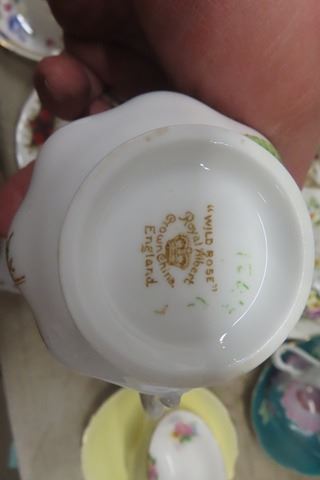 "WILD ROSE"
Royal Albert
Crown China
England